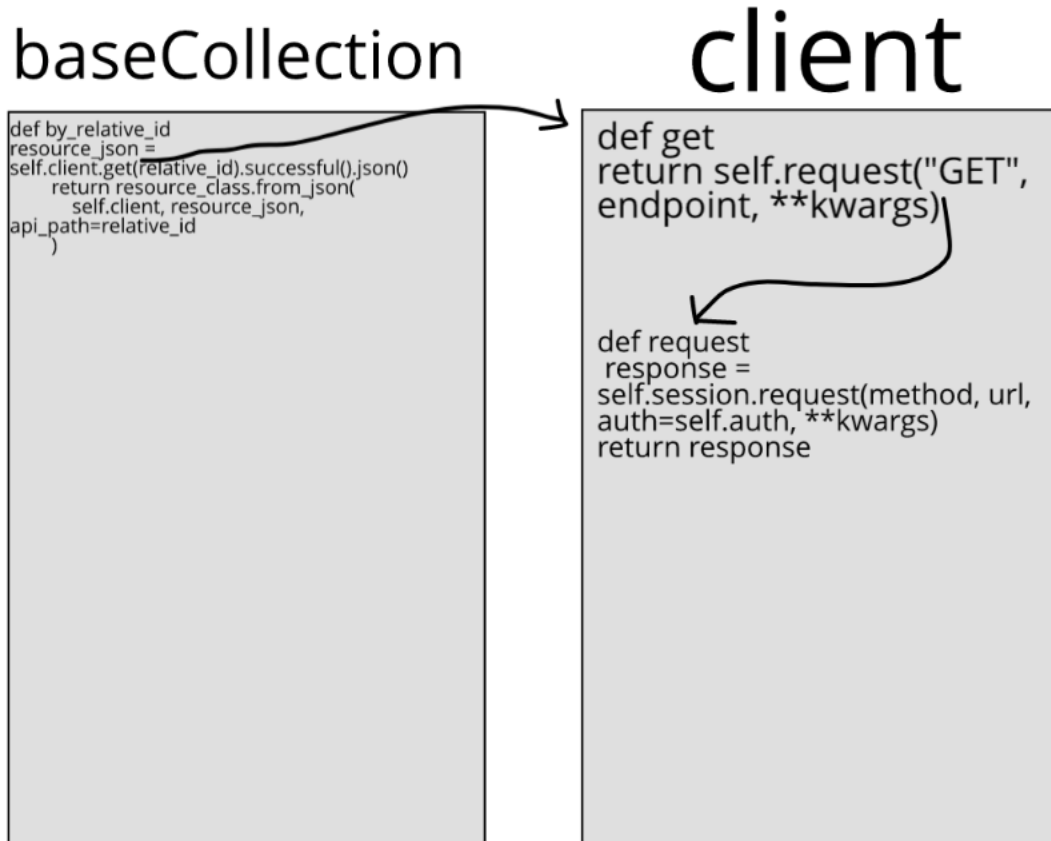 baseCollection
def by_relative_id
resource_json =
self.client.get(relative_id).successful().json()
return resource_class.from_json(
self.client, resource_json,
api_path=relative_id
)
client
def get
return self.request("GET",
endpoint, **kwargs)
def request
response =
self.session.request(method, url,
auth=self.auth, **kwargs)
return response